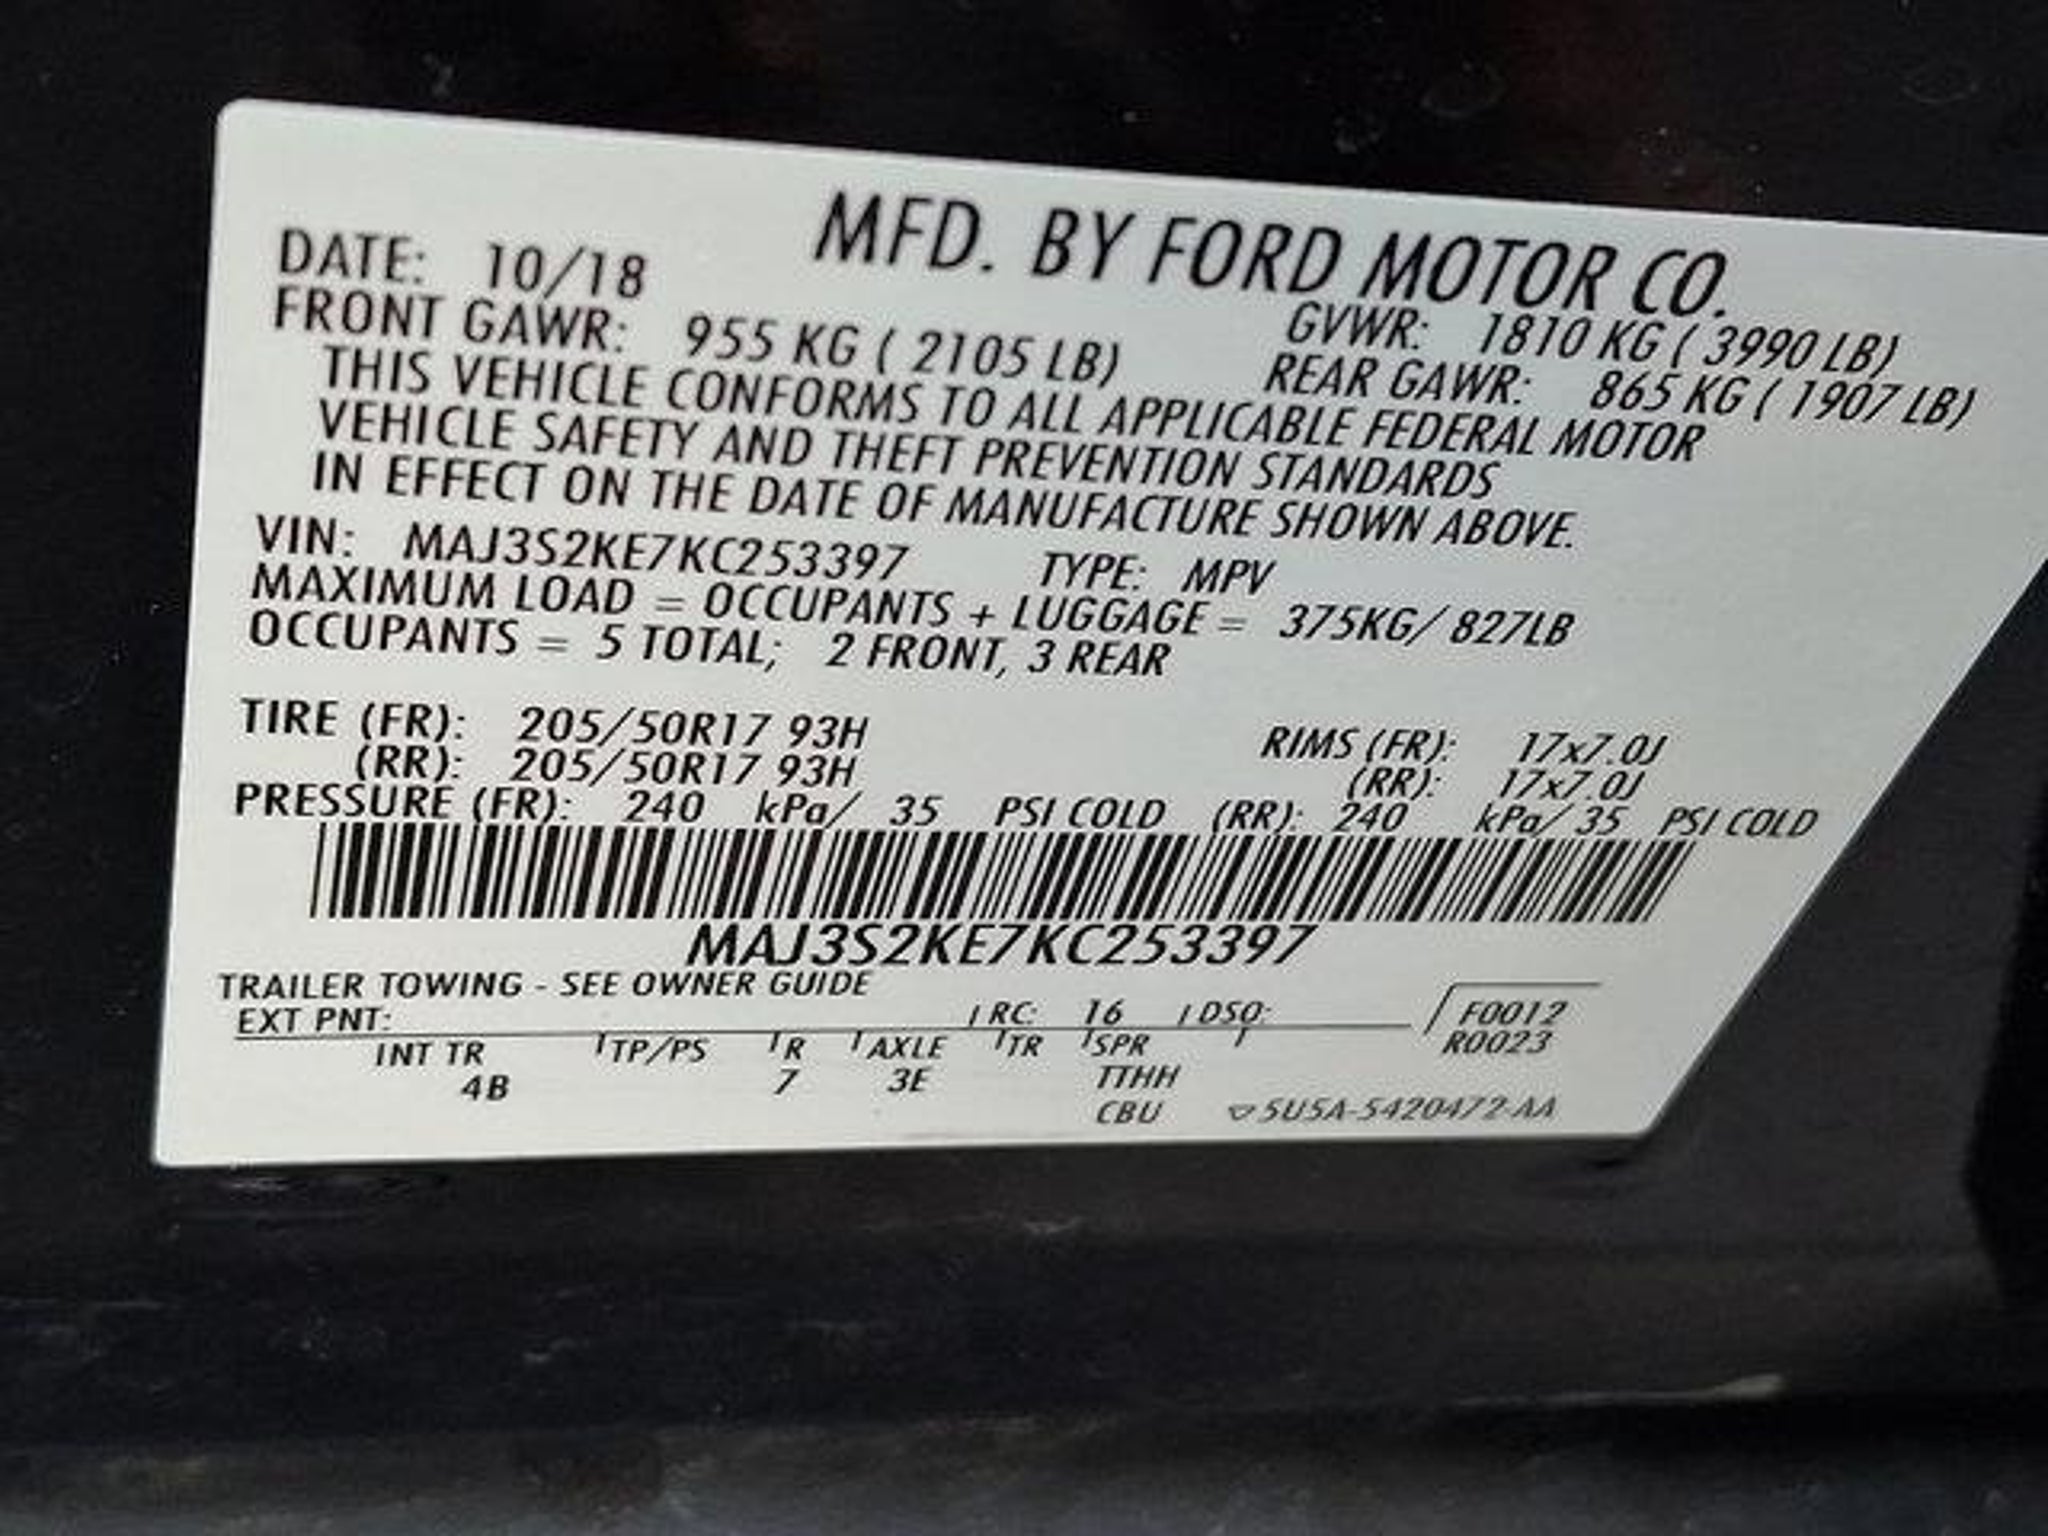 MFD. BY FORD MOTOR CO.
DATE: 10/18 GVWR: 1810 KG ( 3990 LB)
FRONT GAWR: 955 KG ( 2105 LB) REAR GAWR: 865 KG ( 1907 LB)
THIS VEHICLE CONFORMS TO ALL APPLICABLE FEDERAL MOTOR
VEHICLE SAFETY AND THEFT PREVENTION STANDARDS
IN EFFECT ON THE DATE OF MANUFACTURE SHOWN ABOVE.
VIN: MAJ3S2KE7KC253397 TYPE: MPV
MAXIMUM LOAD = OCCUPANTS + LUGGAGE = 375KG/ 827LB
OCCUPANTS = 5 TOTAL; 2 FRONT, 3 REAR
TIRE (FR): 205/50R17 93H RIMS (FR): 17x7.0J
(RR): 205/50R17 93H (RR): 17x7.0J
PRESSURE (FR): 240 kPa/ 35 PSI COLD (RR): 240 kPa/ 35 PSI COLD
MAJ3S2KE7KC253397
TRAILER TOWING - SEE OWNER GUIDE
EXT PNT: RC: 16 DSO: F0012
INT TR TP/PS R AXLE TR SPR R0023
4B 7 3E TTHH
CBU 5U5A-5420472-AA